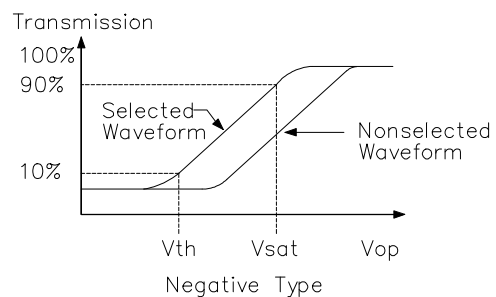 Transmission
100%
90%
Selected
Waveform
Nonselected
Waveform
10%
Vth
Vsat
Vop
Negative Type